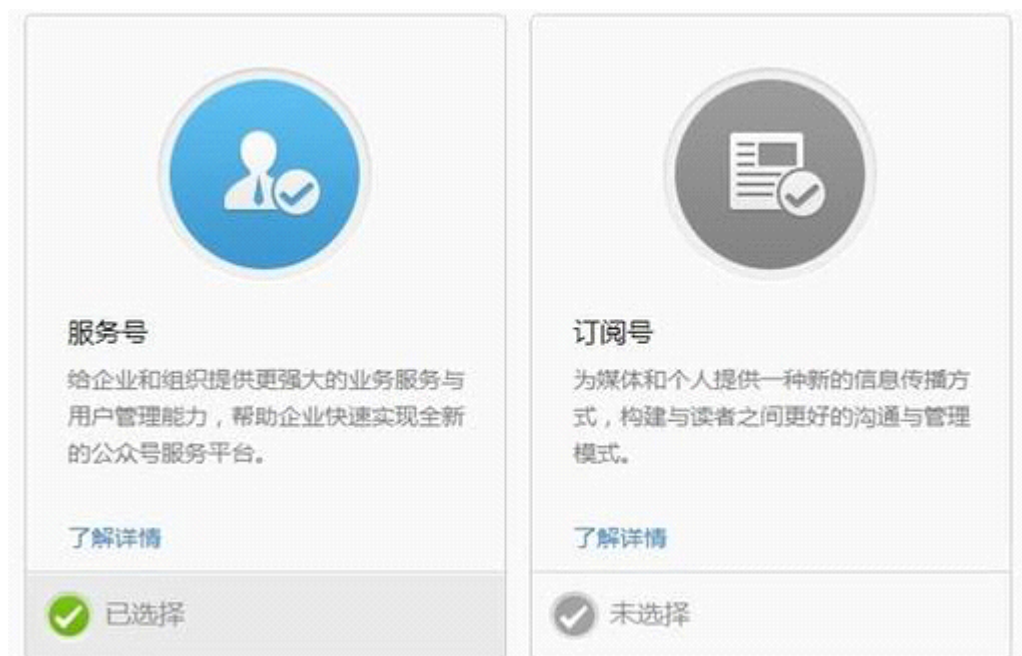 服务号
给企业和组织提供更强大的业务服务与
用户管理能力，帮助企业快速实现全新
的公众号服务平台。
了解详情
已选择
订阅号
为媒体和个人提供一种新的信息传播方
式，构建与读者之间更好的沟通与管理
模式。
了解详情
未选择